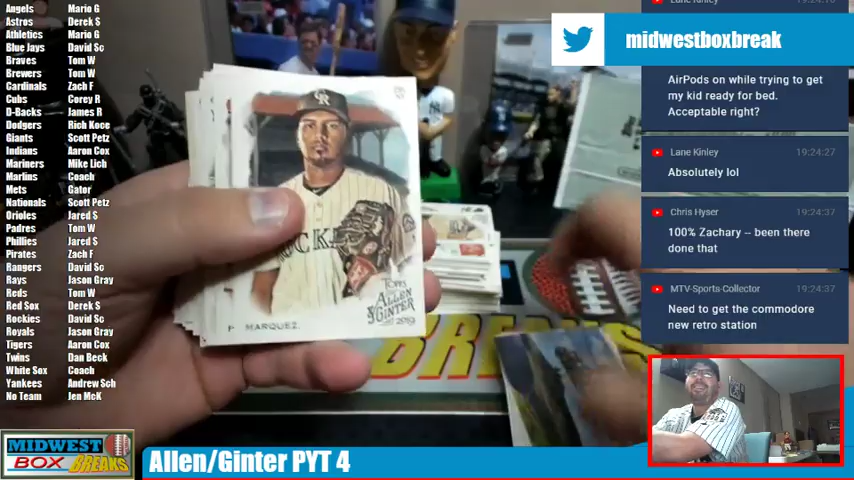 Angels Mario G
Astros Derek S
Athletics Mario G
Blue Jays David Sc
Braves Tom W
Brewers Tom W
Cardinals Zach F
Cubs Corey R
D-Backs James R
Dodgers Rich Koce
Giants Scott Petz
Indians Aaron Cox
Mariners Mike Lich
Marlins Coach
Mets Gator
Nationals Scott Petz
Orioles Jared S
Padres Tom W
Phillies Jared S
Pirates Zach F
Rangers David Sc
Rays Jason Gray
Reds Tom W
Red Sox Derek S
Rockies David Sc
Royals Jason Gray
Tigers Aaron Cox
Twins Dan Beck
White Sox Coach
Yankees Andrew Sch
No Team Jen McK
MIDWEST
BOX BREAKS
Allen/Ginter PYT 4
CR
TOPPS
ALLEN
& GINTER
2019
P MARQUEZ
BREAKS
midwestboxbreak
AirPods on while trying to get
my kid ready for bed.
Acceptable right?
Lane Kinley 19:24:27
Absolutely lol
Chris Hyser 19:24:37
100% Zachary -- been there
done that
MTV-Sports Collector 19:24:37
Need to get the commodore
new retro station